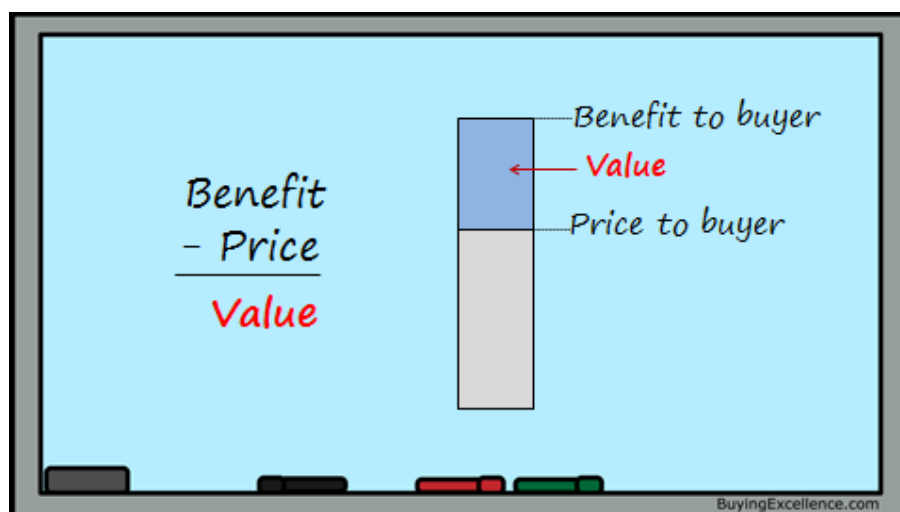 Benefit
- Price
Value
Benefit to buyer
Value
Price to buyer
BuyingExcellence.com